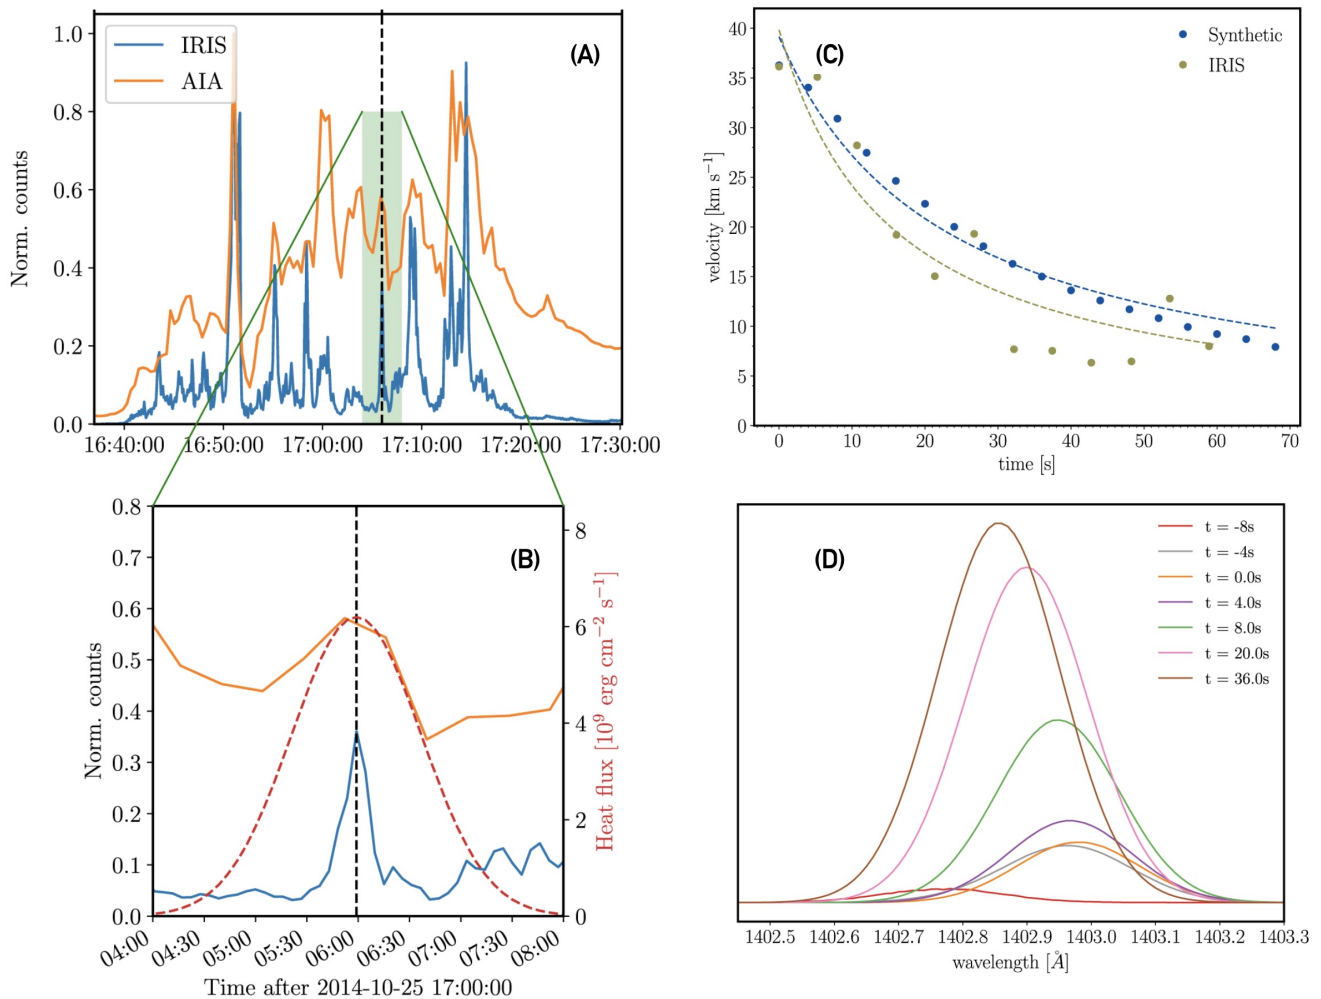 (A)
IRIS
AIA
Norm. counts
1.0
0.8
0.6
0.4
0.2
0.0
16:40:00 16:50:00 17:00:00 17:10:00 17:20:00 17:30:00
(B)
Norm. counts
0.8
0.7
0.6
0.5
0.4
0.3
0.2
0.1
0.0
8
6
4
2
0
Heat flux [10⁹ erg cm⁻² s⁻¹]
04:00 04:30 05:00 05:30 06:00 06:30 07:00 07:30 08:00
Time after 2014-10-25 17:00:00
(C)
Synthetic
IRIS
velocity [km s⁻¹]
40
35
30
25
20
15
10
5
0
0 10 20 30 40 50 60 70
time [s]
(D)
t = -8s
t = -4s
t = 0.0s
t = 4.0s
t = 8.0s
t = 20.0s
t = 36.0s
1402.5 1402.6 1402.7 1402.8 1402.9 1403.0 1403.1 1403.2 1403.3
wavelength [Å]